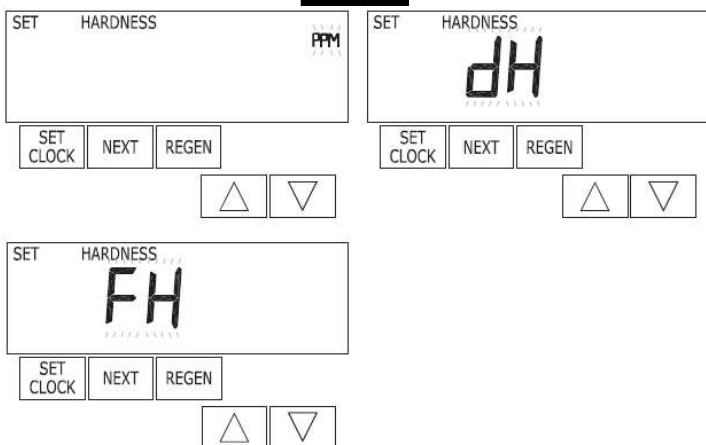 SET HARDNESS
PPM
SET CLOCK NEXT REGEN
SET HARDNESS
dH
SET CLOCK NEXT REGEN
SET HARDNESS
FH
SET CLOCK NEXT REGEN